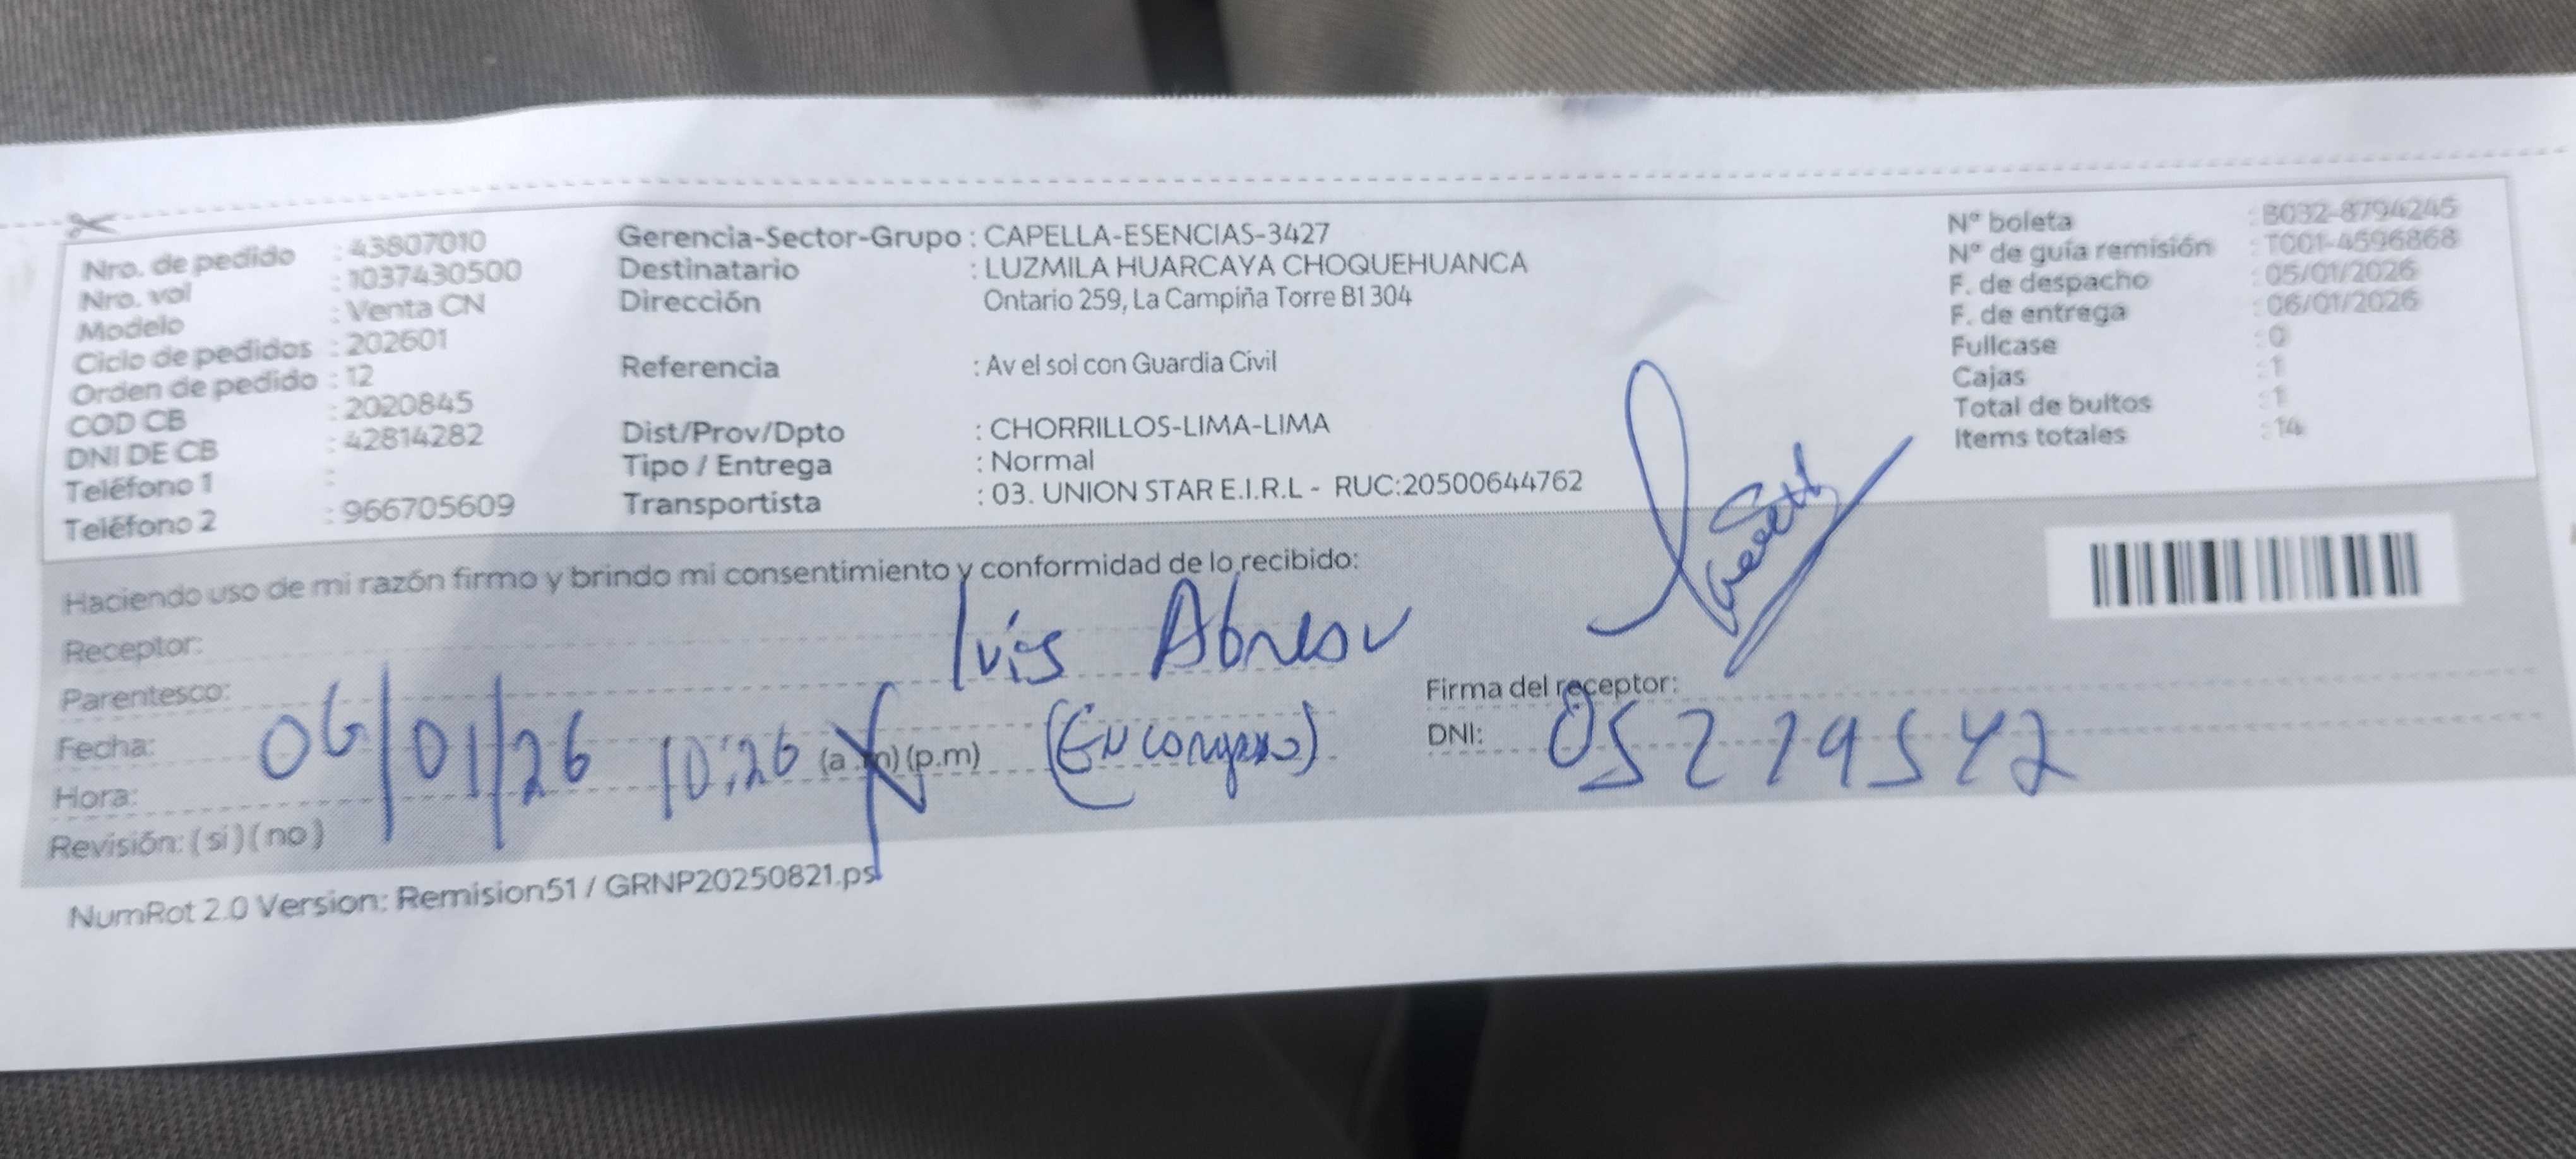 Nro. de pedido : 43807010
Nro. vol : 1037430500
Modelo : Venta CN
Ciclo de pedidos : 202601
Orden de pedido : 12
COD CB : 2020845
DNI DE CB : 42814282
Teléfono 1 :
Teléfono 2 : 966705609
Gerencia-Sector-Grupo : CAPELLA-ESENCIAS-3427
Destinatario : LUZMILA HUARCAYA CHOQUEHUANCA
Dirección Ontario 259, La Campiña Torre B1 304
Referencia : Av el sol con Guardia Civil
Dist/Prov/Dpto : CHORRILLOS-LIMA-LIMA
Tipo / Entrega : Normal
Transportista : 03. UNION STAR E.I.R.L - RUC:20500644762
Nº boleta : B032-8794245
Nº de guía remisión : T001-4596868
F. de despacho : 05/01/2026
F. de entrega : 06/01/2026
Fullcase : 0
Cajas : 1
Total de bultos : 1
Items totales : 14
Haciendo uso de mi razón firmo y brindo mi consentimiento y conformidad de lo recibido:
Receptor: Abreu
Parentesco:
Fecha: 06/01/26
Hora: 10:26 (a.m) (p.m)
Revisión: ( si ) ( no )
Firma del receptor:
DNI:
NumRot 2.0 Version: Remision51 / GRNP20250821.ps